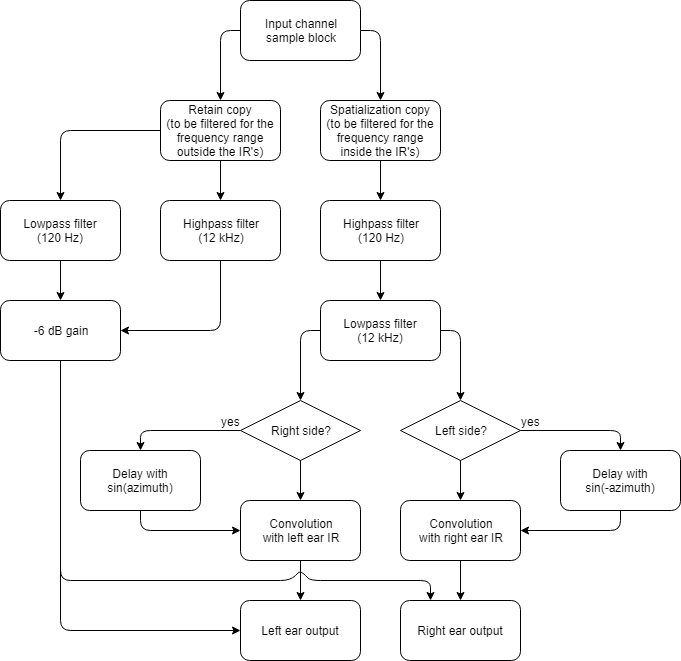 Input channel
sample block
Retain copy
(to be filtered for the
frequency range
outside the IR's)
Spatialization copy
(to be filtered for the
frequency range
inside the IR's)
Lowpass filter
(120 Hz)
Highpass filter
(12 kHz)
Highpass filter
(120 Hz)
-6 dB gain
Lowpass filter
(12 kHz)
yes
Right side?
Left side?
yes
Delay with
sin(azimuth)
Delay with
sin(-azimuth)
Convolution
with left ear IR
Convolution
with right ear IR
Left ear output
Right ear output